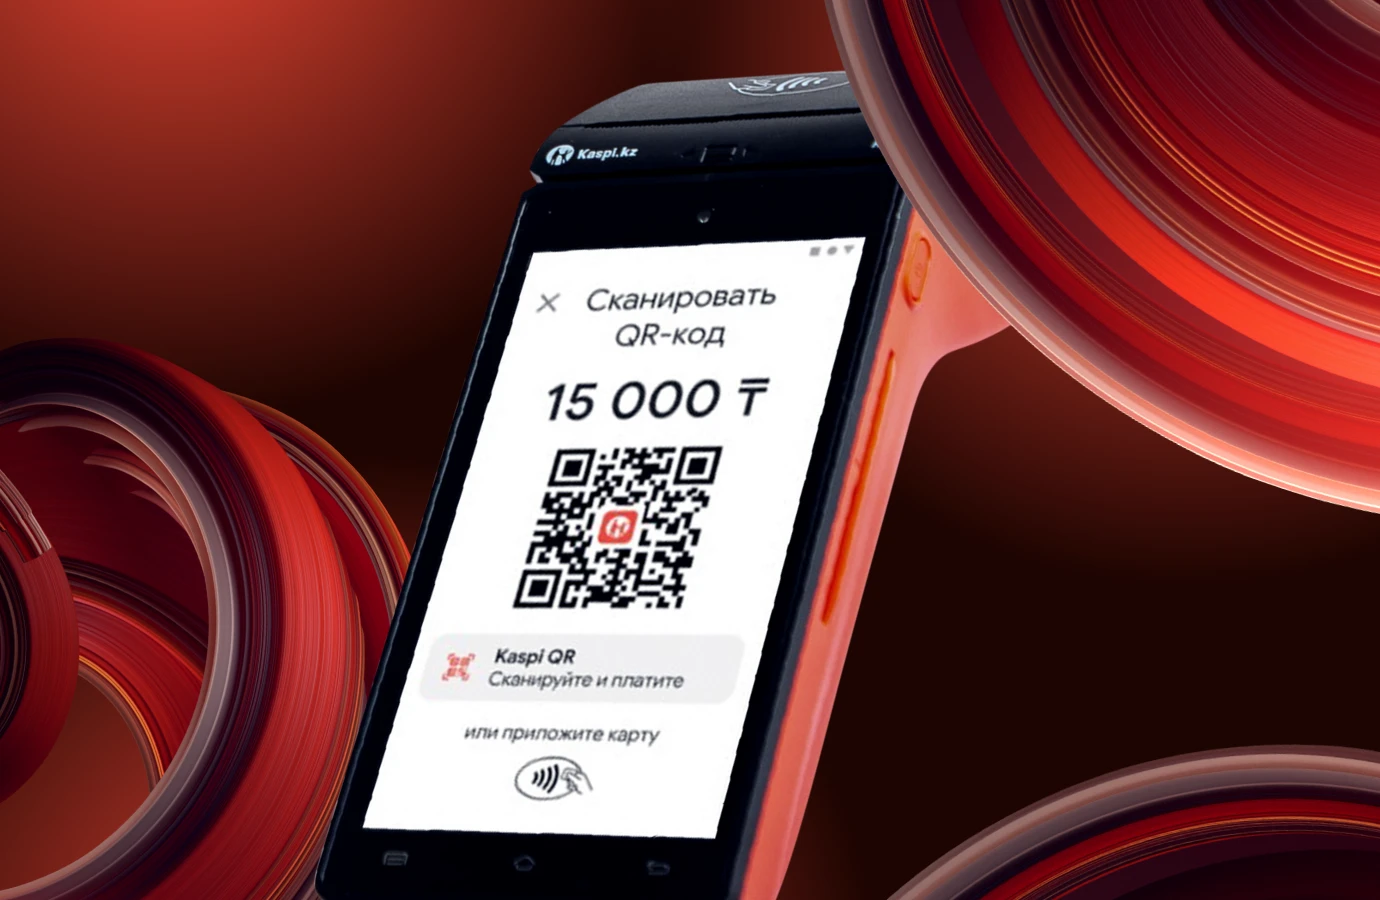 Kaspi.kz
Сканировать
QR-код
15 000 ₸
Kaspi QR
Сканируйте и платите
или приложите карту